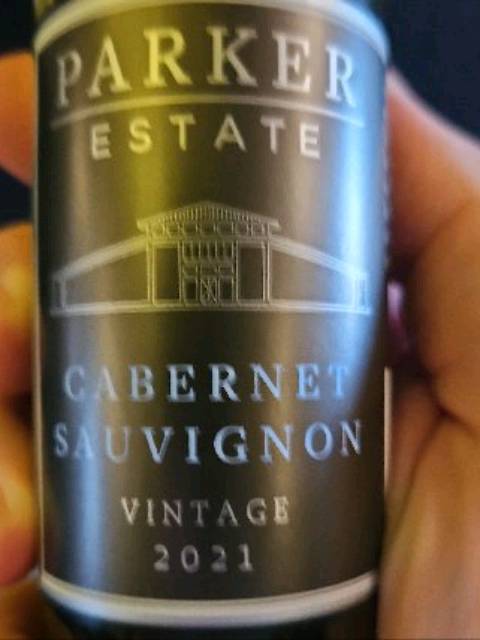 PARKER
ESTATE
CABERNET
SAUVIGNON
VINTAGE
2021